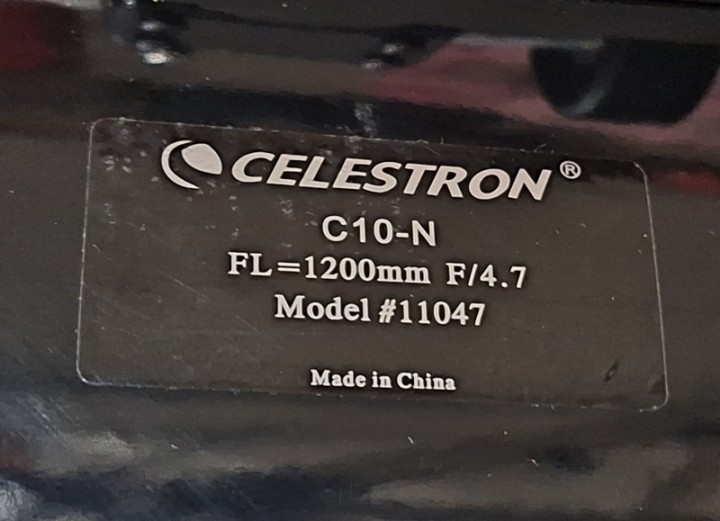 CELESTRON®
C10-N
FL=1200mm F/4.7
Model #11047
Made in China